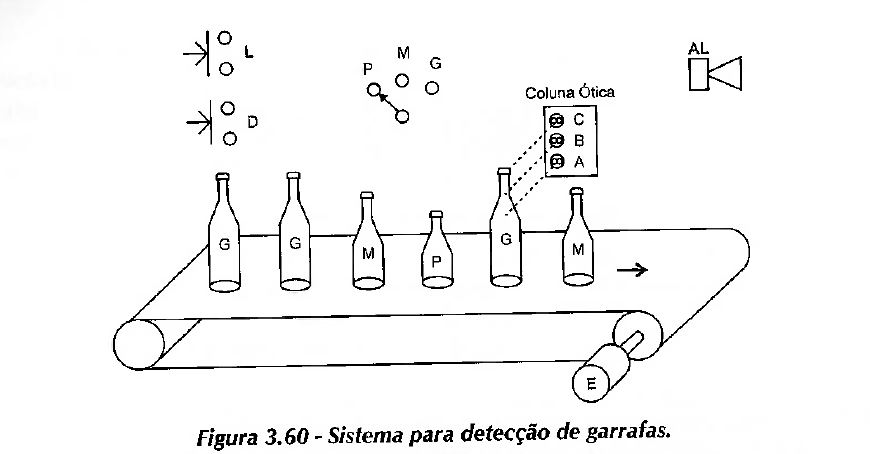 L
D
P
M
G
AL
Coluna Ótica
C
B
A
G
G
M
P
G
M
E
Figura 3.60 - Sistema para detecção de garrafas.